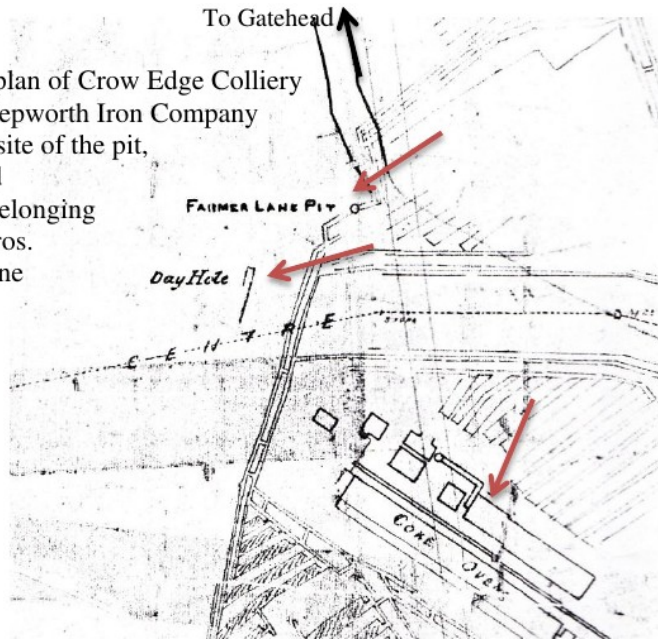 To Gatehead
plan of Crow Edge Colliery
epworth Iron Company
site of the pit,
elonging
ros.
ne
FARMER LANE PIT
Day Hole
CENTRE
COKE OVENS